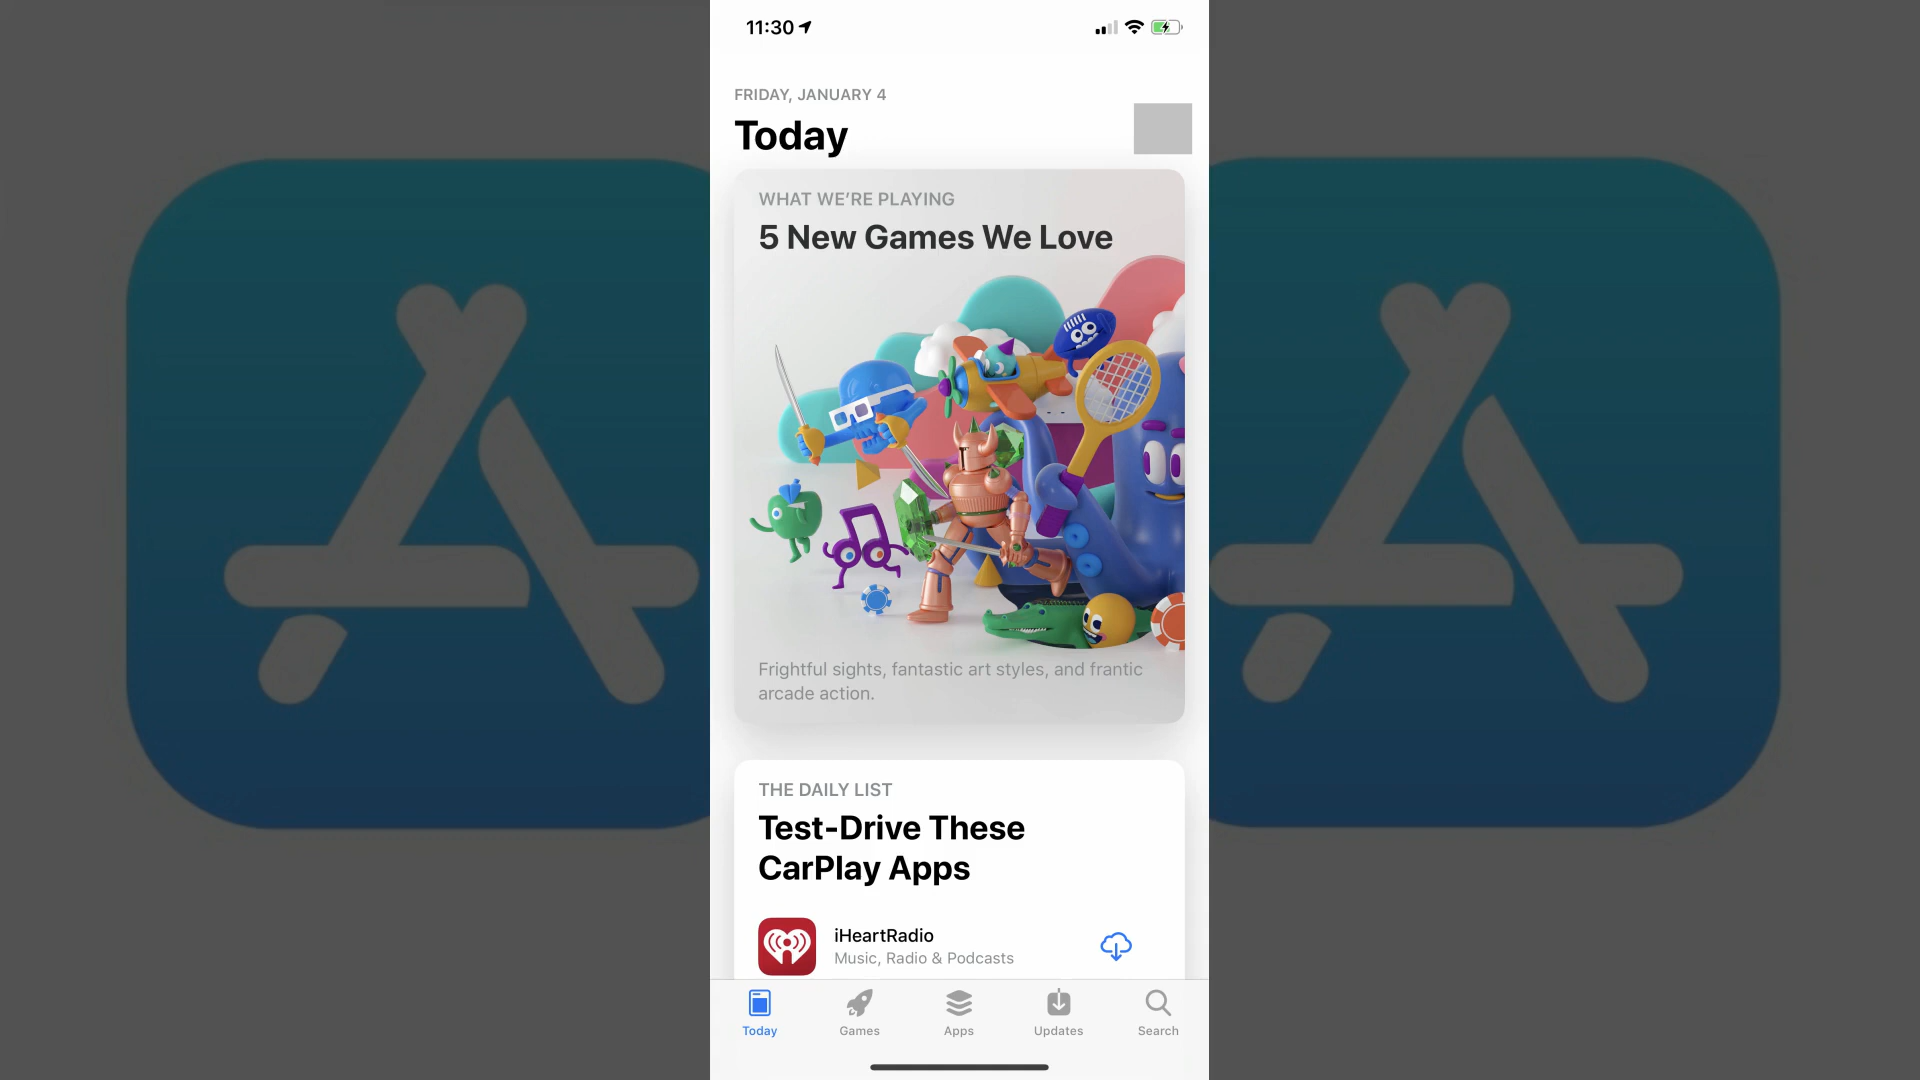 11:30
FRIDAY, JANUARY 4
Today
WHAT WE’RE PLAYING
5 New Games We Love
Frightful sights, fantastic art styles, and frantic
arcade action.
THE DAILY LIST
Test-Drive These
CarPlay Apps
iHeartRadio
Music, Radio & Podcasts
Today
Games
Apps
Updates
Search